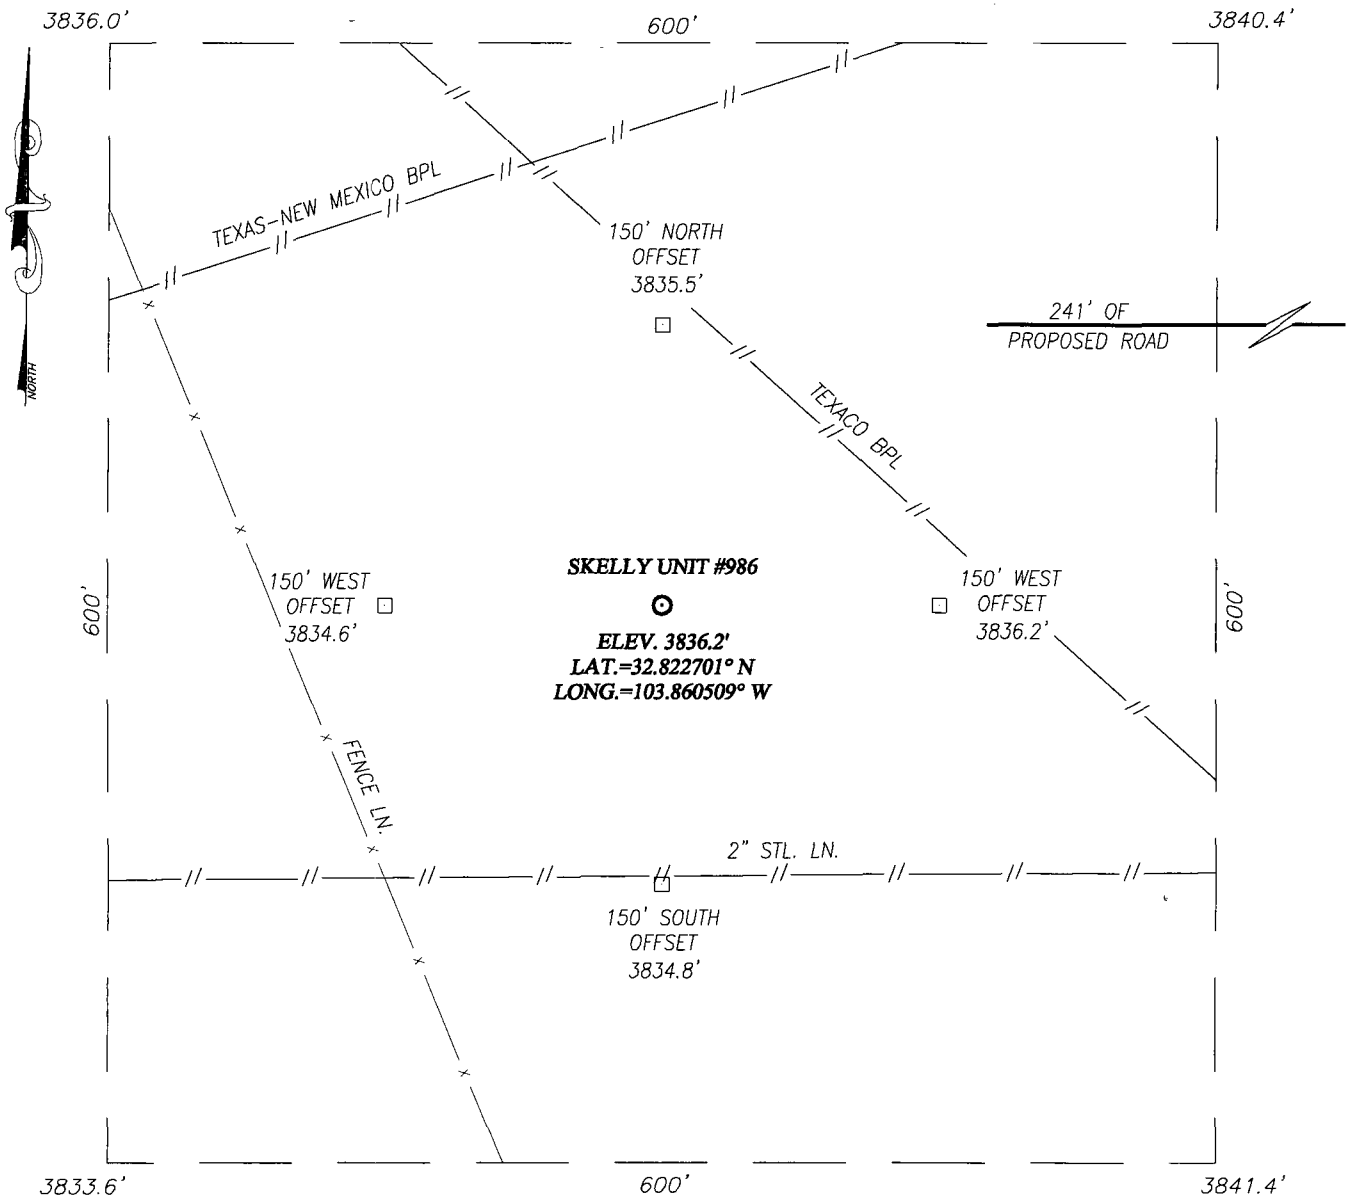 3836.0'
600'
3840.4'
NORTH
TEXAS-NEW MEXICO BPL
150' NORTH
OFFSET
3835.5'
241' OF
PROPOSED ROAD
TEXACO BPL
600'
150' WEST
OFFSET
3834.6'
SKELLY UNIT #986
ELEV. 3836.2'
LAT.=32.822701° N
LONG.=103.860509° W
150' WEST
OFFSET
3836.2'
600'
FENCE LN.
2" STL. LN.
150' SOUTH
OFFSET
3834.8'
3833.6'
600'
3841.4'